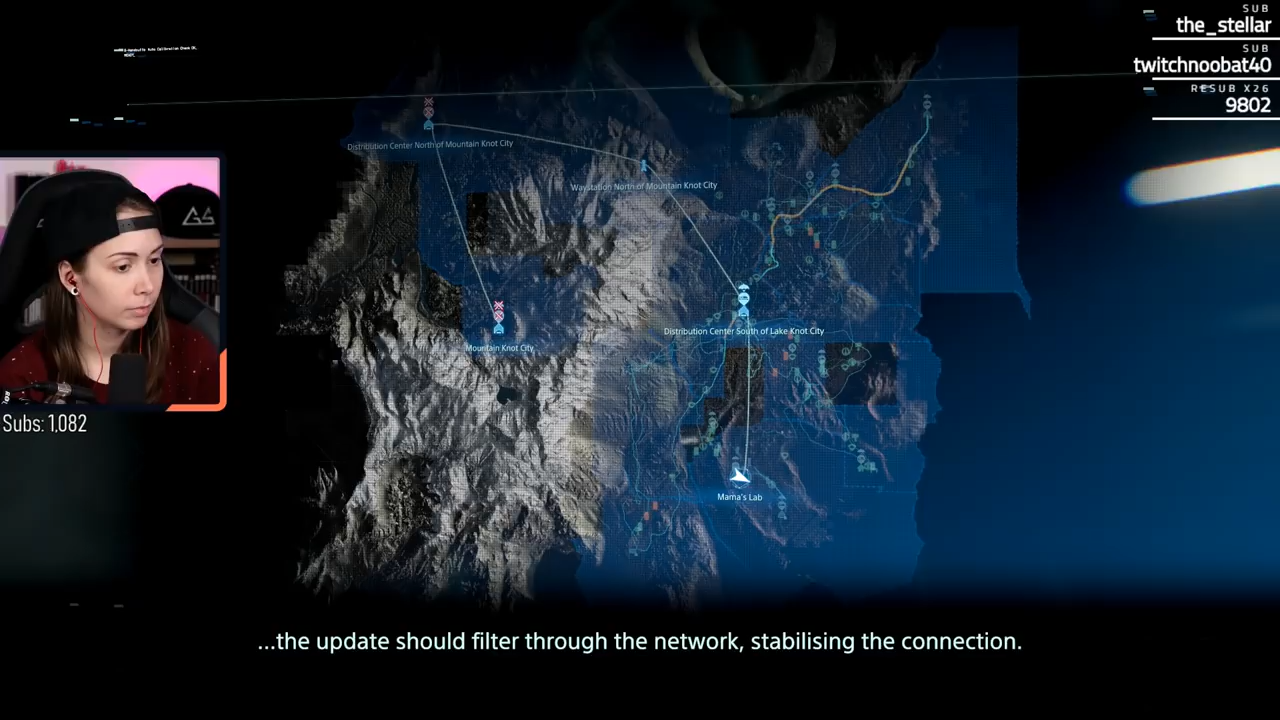 SUB
the_stellar
SUB
twitchnoobat40
RESUB X26
9802
Distribution Center North of Mountain Knot City
Waystation North of Mountain Knot City
Distribution Center South of Lake Knot City
Mountain Knot City
Subs: 1,082
Mama's Lab
...the update should filter through the network, stabilising the connection.